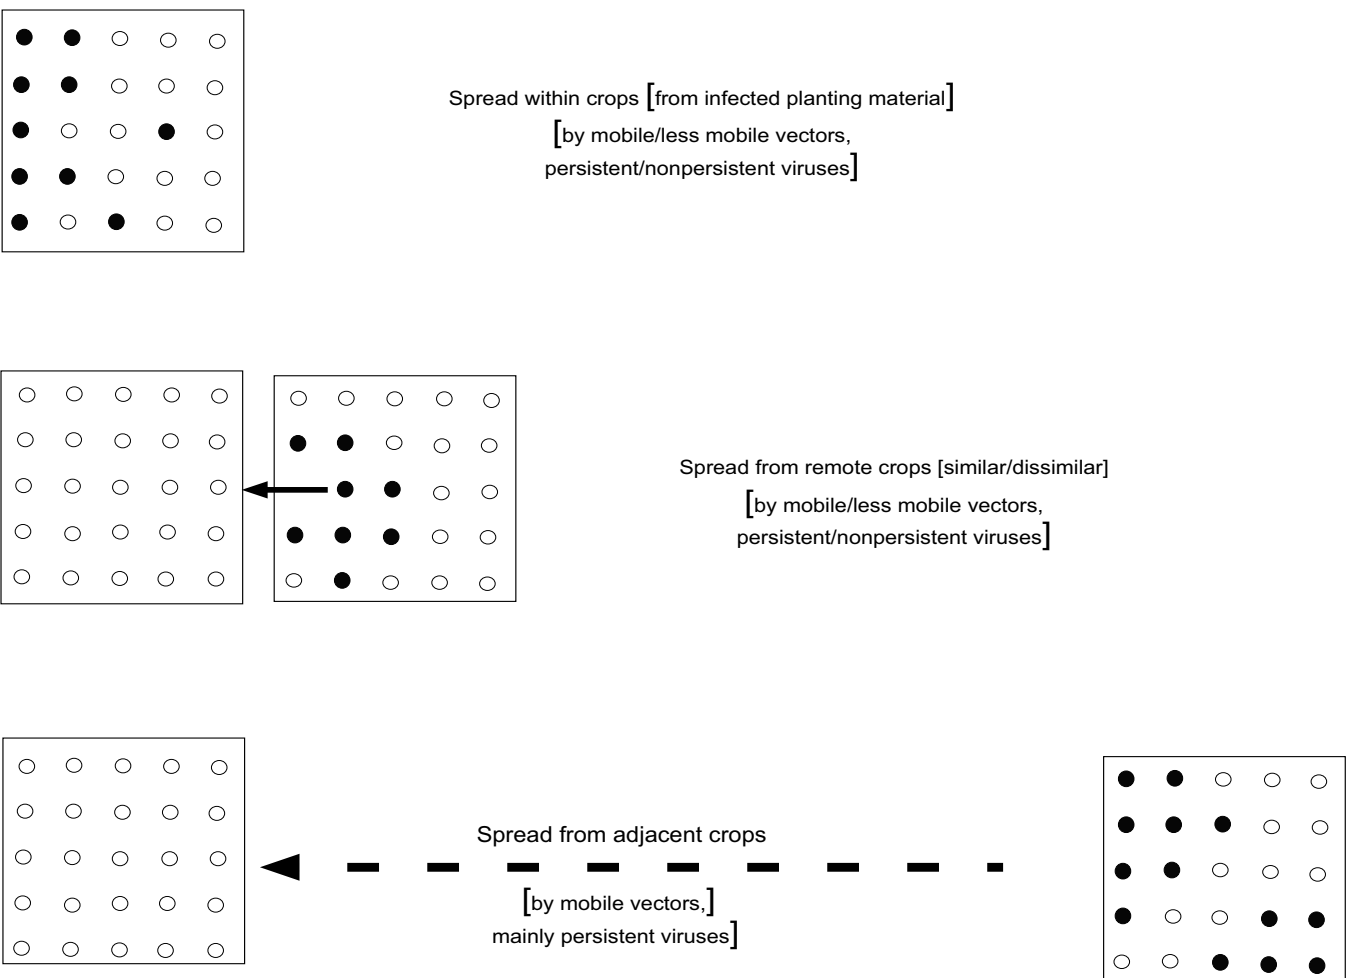 Spread within crops [from infected planting material]
[by mobile/less mobile vectors,
persistent/nonpersistent viruses]
Spread from remote crops [similar/dissimilar]
[by mobile/less mobile vectors,
persistent/nonpersistent viruses]
Spread from adjacent crops
[by mobile vectors,]
mainly persistent viruses]